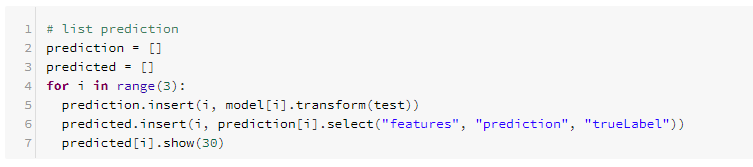 1 # list prediction
2 prediction = []
3 predicted = []
4 for i in range(3):
5   prediction.insert(i, model[i].transform(test))
6   predicted.insert(i, prediction[i].select("features", "prediction", "trueLabel"))
7   predicted[i].show(30)